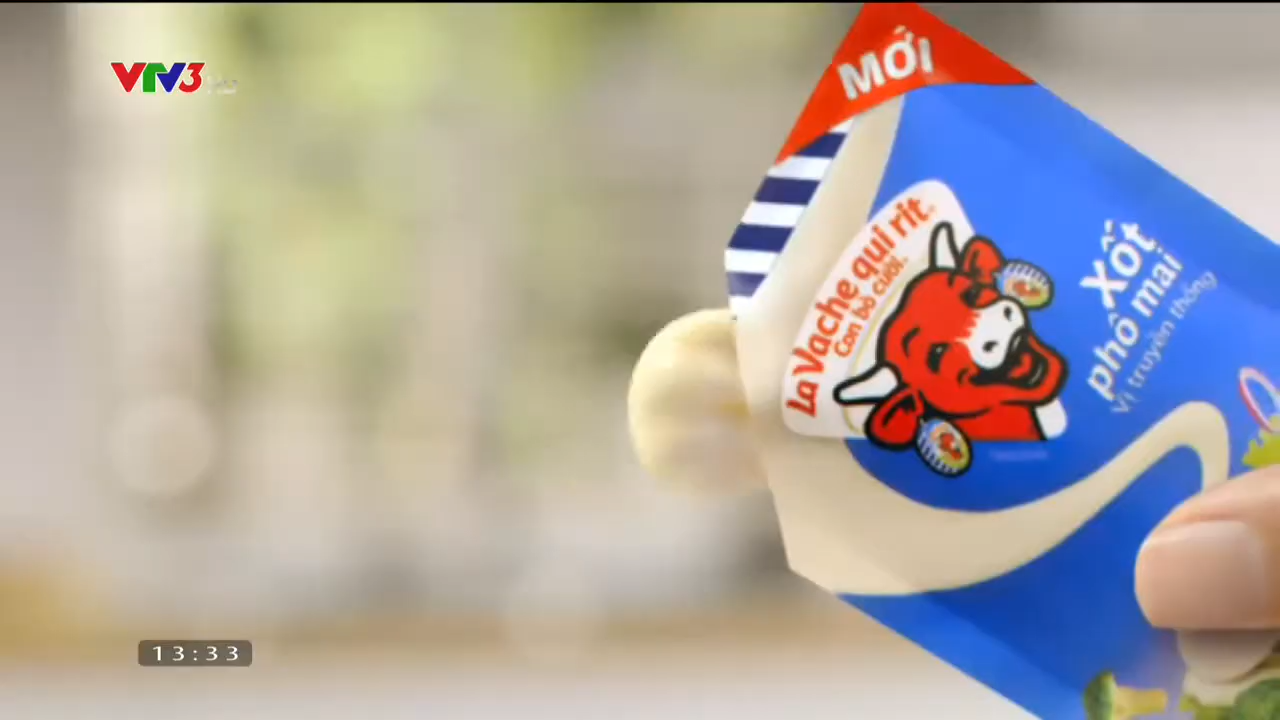 VTV3
MỚI
La Vache qui rit
Con bò cười
Xốt
phô mai
Vị truyền thống
13:33